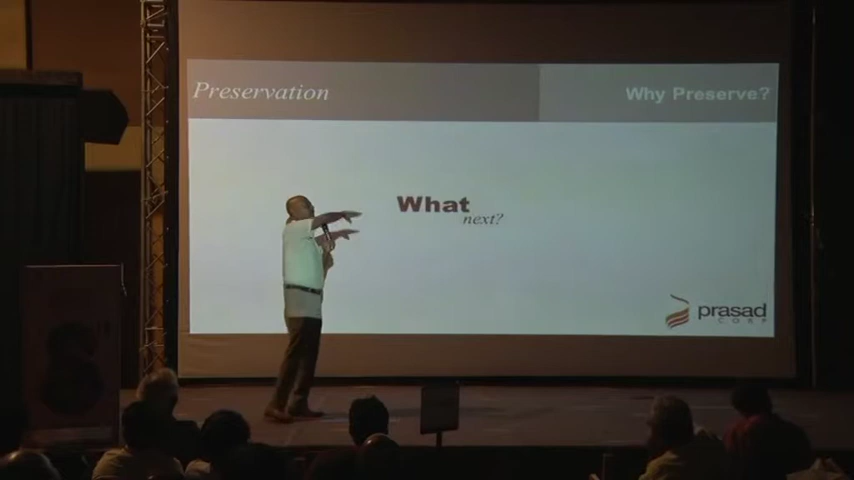 Preservation
Why Preserve?
What
next?
prasad
CORP